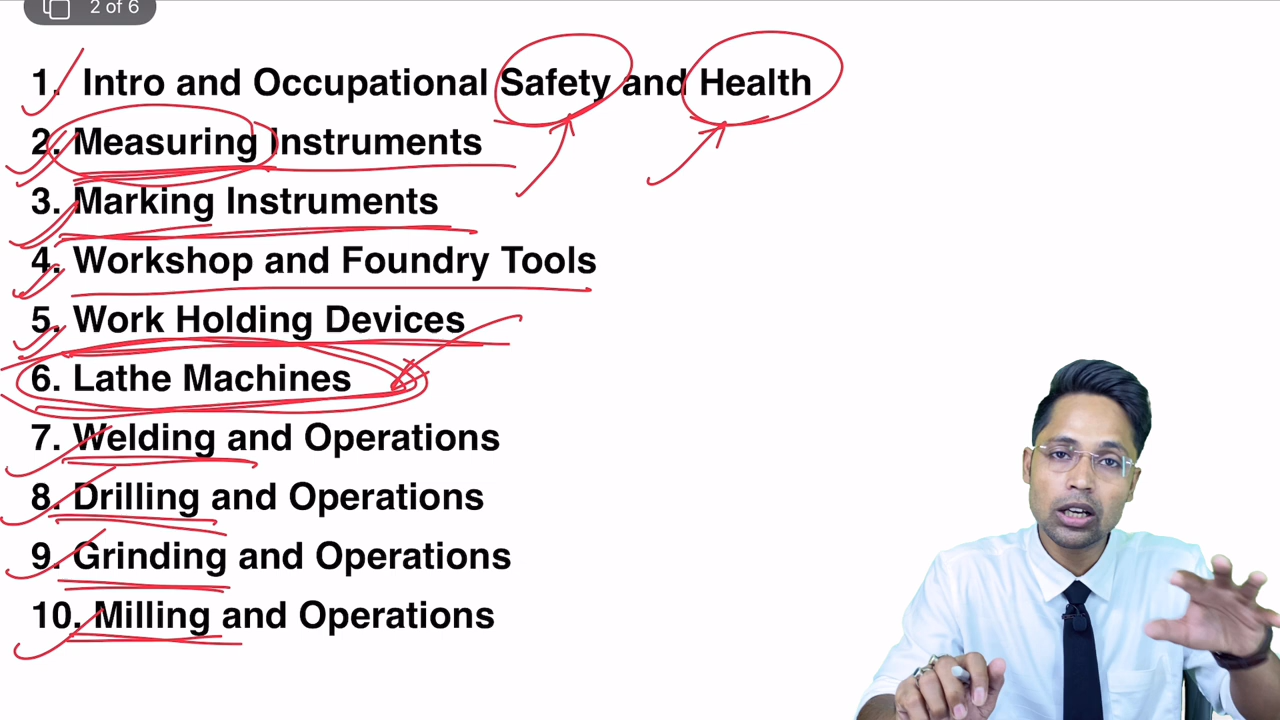 2 of 6
1. Intro and Occupational Safety and Health
2. Measuring Instruments
3. Marking Instruments
4. Workshop and Foundry Tools
5. Work Holding Devices
6. Lathe Machines
7. Welding and Operations
8. Drilling and Operations
9. Grinding and Operations
10. Milling and Operations